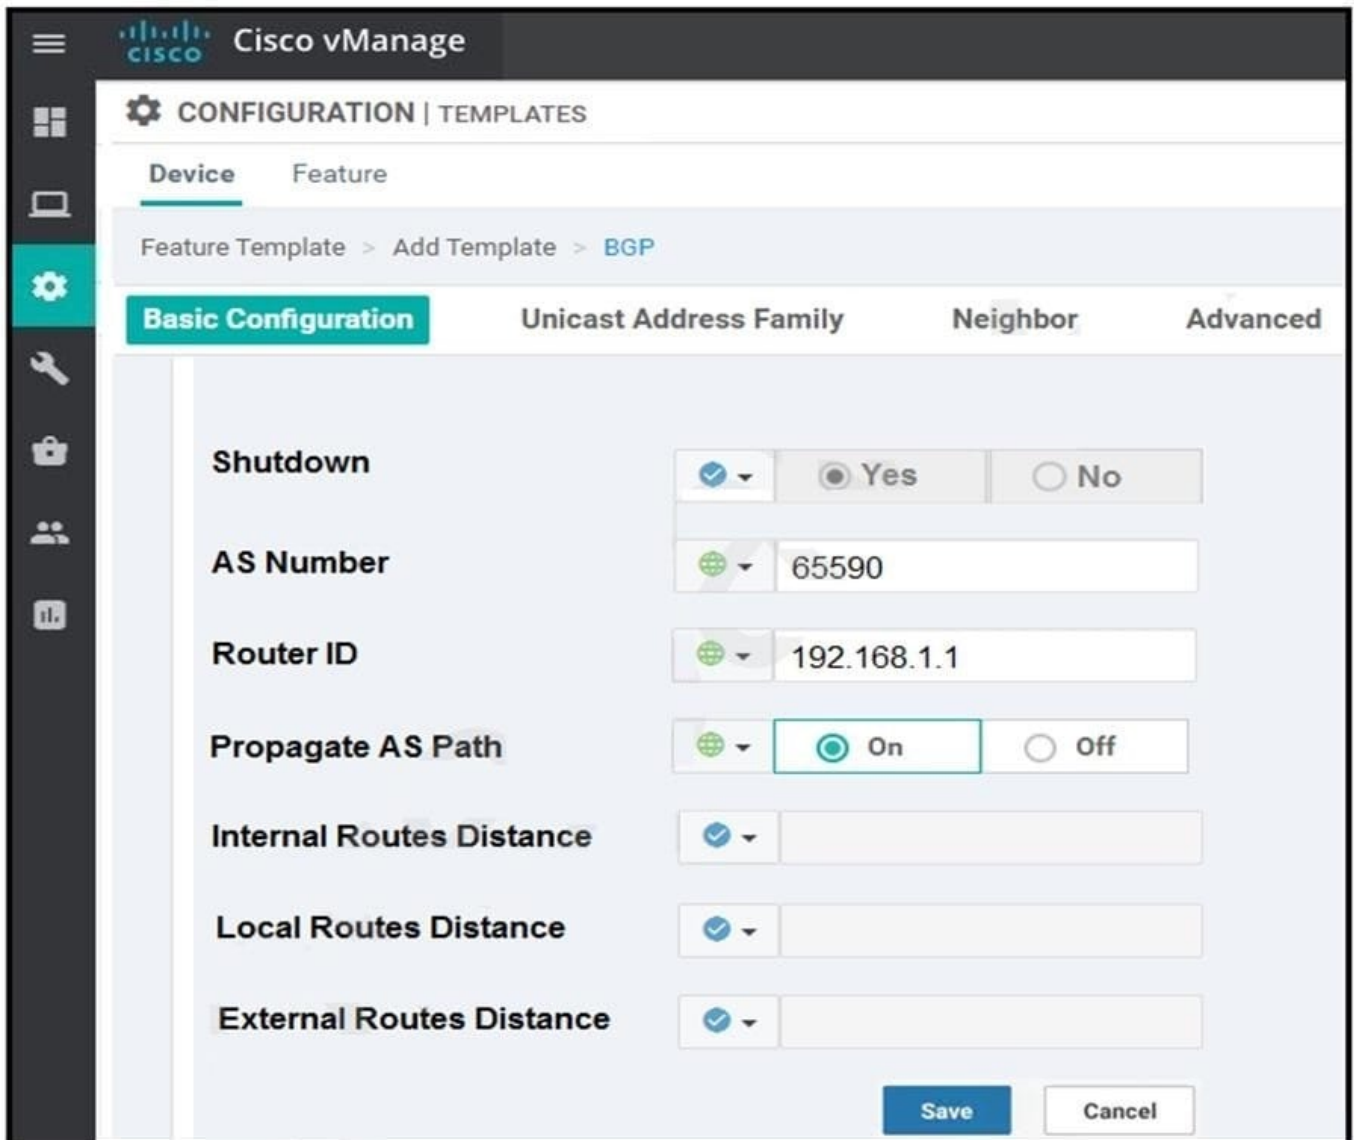 CISCO Cisco vManage
CONFIGURATION | TEMPLATES
Device Feature
Feature Template > Add Template > BGP
Basic Configuration Unicast Address Family Neighbor Advanced
Shutdown Yes No
AS Number 65590
Router ID 192.168.1.1
Propagate AS Path On Off
Internal Routes Distance
Local Routes Distance
External Routes Distance
Save Cancel